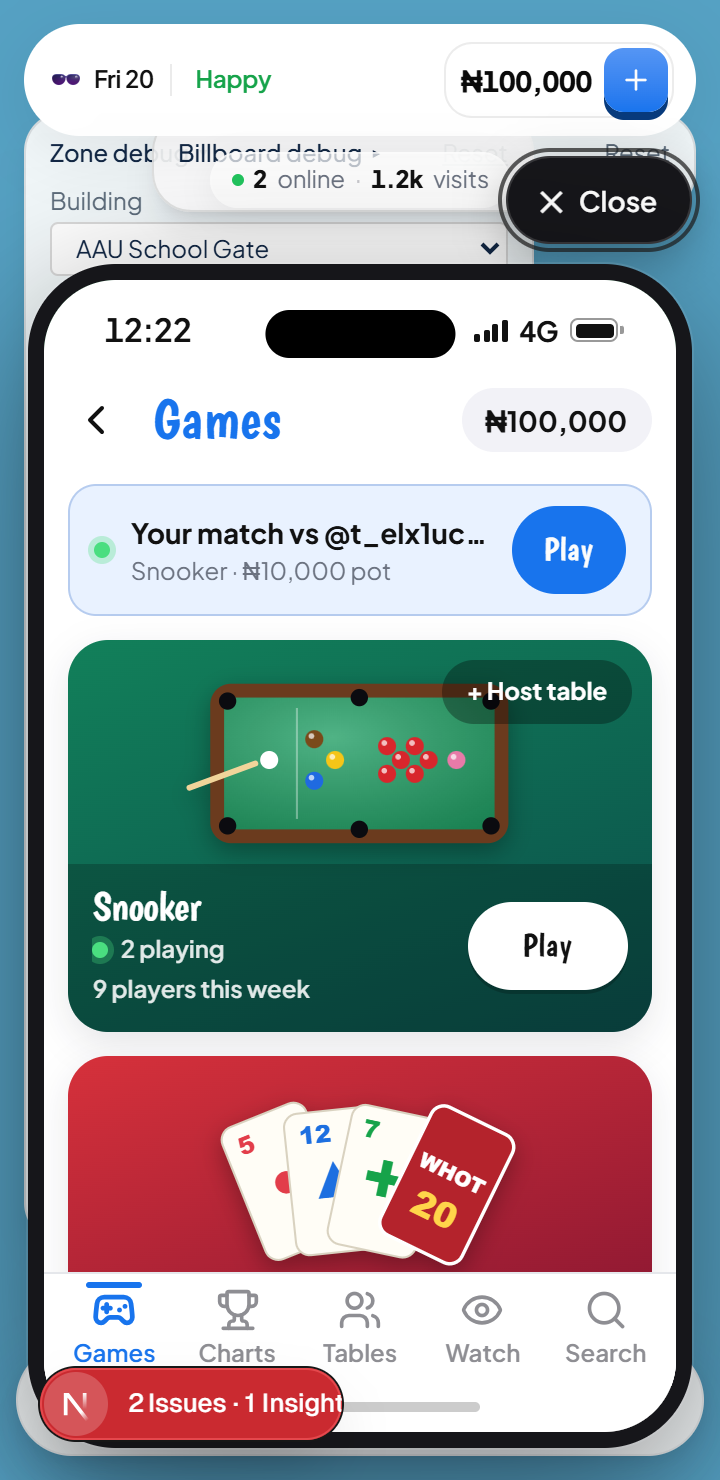 Fri 20
Happy
₦100,000
Zone debug
Billboard debug
Reset
Reset
2 online · 1.2k visits
Close
Building
AAU School Gate
12:22
4G
Games
₦100,000
Your match vs @t_elx1uc...
Snooker · ₦10,000 pot
Play
+ Host table
Snooker
2 playing
9 players this week
Play
5
12
7
WHOT
20
Games
Charts
Tables
Watch
Search
N
2 Issues · 1 Insight